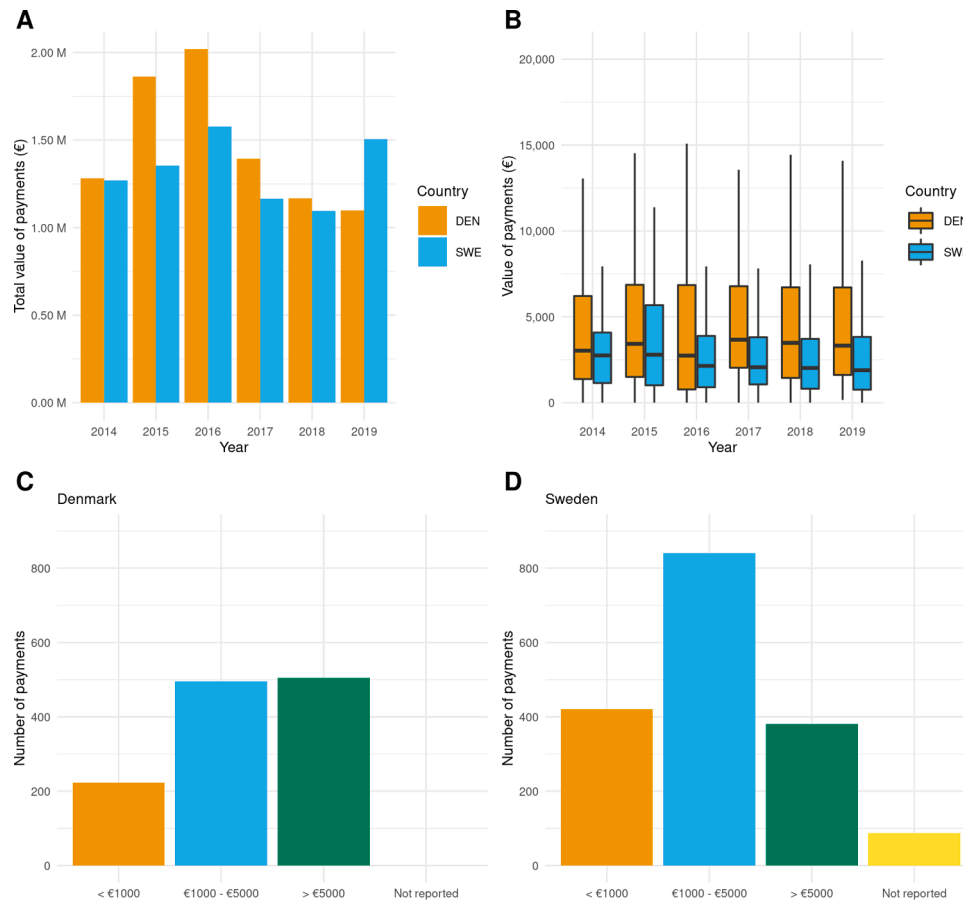 A
Total value of payments (€)
2.00 M
1.50 M
1.00 M
0.50 M
0.00 M
2014 2015 2016 2017 2018 2019
Year
Country
DEN
SWE
B
Value of payments (€)
20,000
15,000
10,000
5,000
0
2014 2015 2016 2017 2018 2019
Year
Country
DEN
SWE
C
Denmark
Number of payments
800
600
400
200
0
< €1000 €1000 - €5000 > €5000 Not reported
D
Sweden
Number of payments
800
600
400
200
0
< €1000 €1000 - €5000 > €5000 Not reported